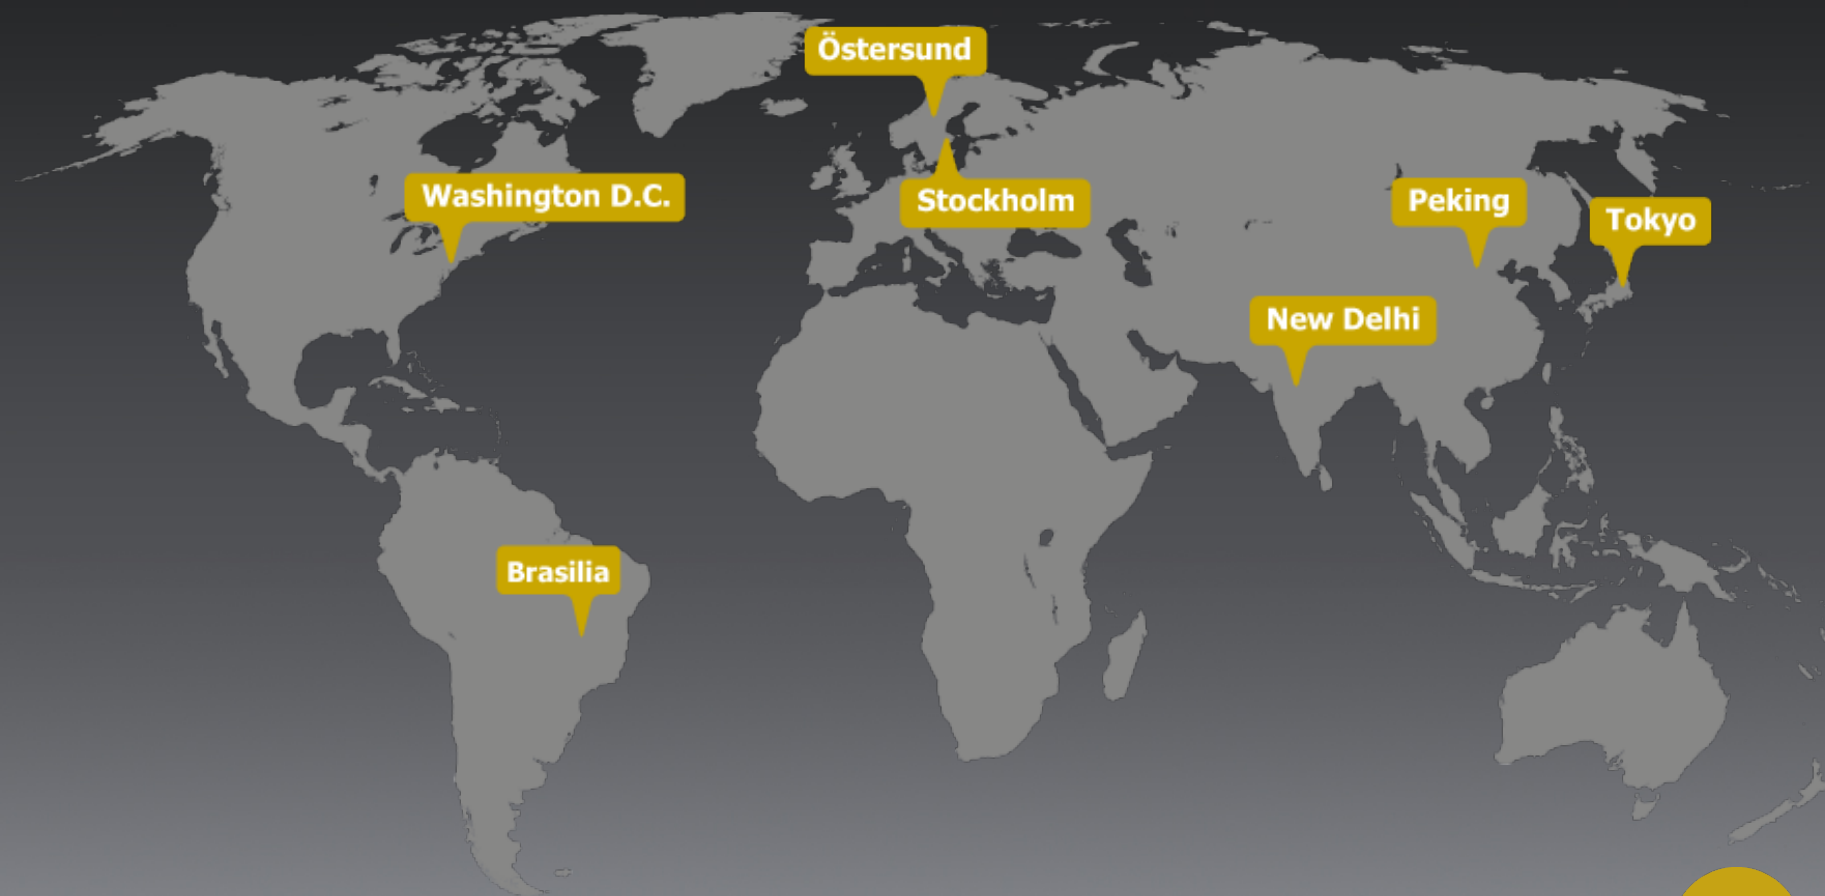 Östersund
Washington D.C.
Stockholm
Peking
Tokyo
New Delhi
Brasilia